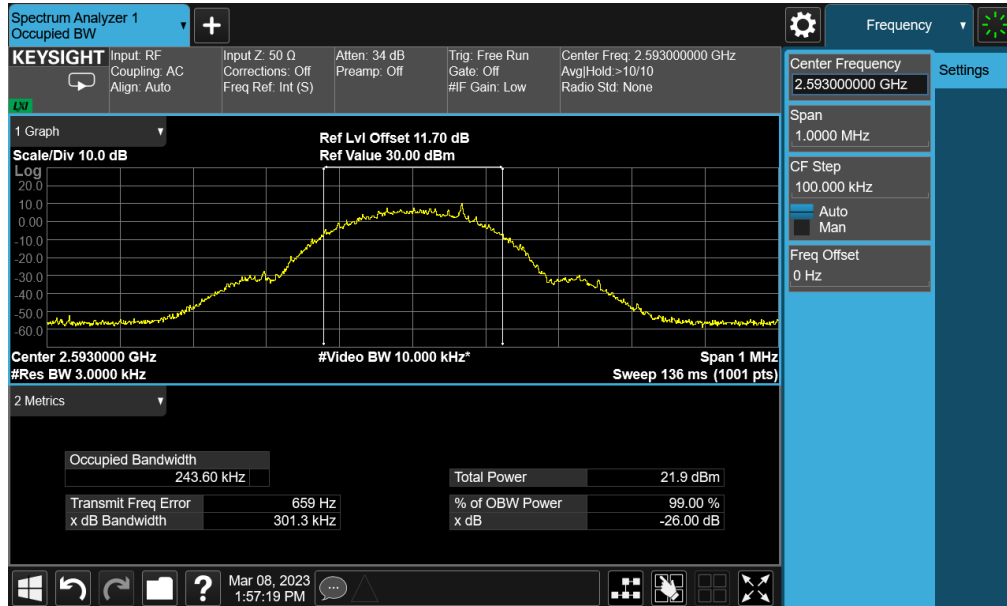 Spectrum Analyzer 1
Occupied BW
+
Frequency
KEYSIGHT
LXI
Input: RF
Coupling: AC
Align: Auto
Input Z: 50 Ω
Corrections: Off
Freq Ref: Int (S)
Atten: 34 dB
Preamp: Off
Trig: Free Run
Gate: Off
#IF Gain: Low
Center Freq: 2.593000000 GHz
Avg|Hold:>10/10
Radio Std: None
Center Frequency
2.593000000 GHz
Settings
Span
1.0000 MHz
CF Step
100.000 kHz
Auto
Man
Freq Offset
0 Hz
1 Graph
Scale/Div 10.0 dB
Ref Lvl Offset 11.70 dB
Ref Value 30.00 dBm
Log
20.0
10.0
0.00
-10.0
-20.0
-30.0
-40.0
-50.0
-60.0
Center 2.5930000 GHz
#Video BW 10.000 kHz*
Span 1 MHz
#Res BW 3.0000 kHz
Sweep 136 ms (1001 pts)
2 Metrics
Occupied Bandwidth
243.60 kHz
Total Power 21.9 dBm
Transmit Freq Error 659 Hz
% of OBW Power 99.00 %
x dB Bandwidth 301.3 kHz
x dB -26.00 dB
?
Mar 08, 2023
1:57:19 PM